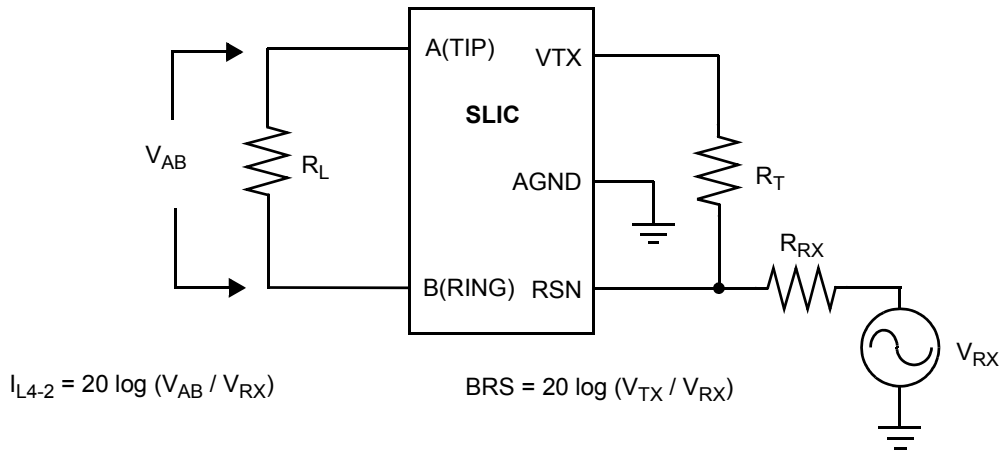 A(TIP)
VTX
SLIC
V_AB
R_L
AGND
R_T
R_RX
B(RING)
RSN
V_RX
I_L4-2 = 20 log (V_AB / V_RX)
BRS = 20 log (V_TX / V_RX)